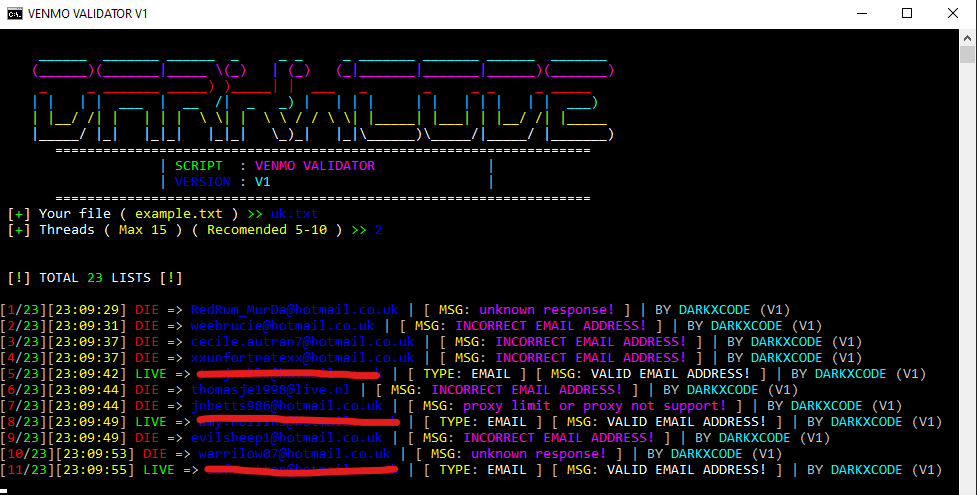 VENMO VALIDATOR V1
DARKXCODE
| SCRIPT : VENMO VALIDATOR |
| VERSION : V1 |
[+] Your file ( example.txt ) >> uk.txt
[+] Threads ( Max 15 ) ( Recomended 5-10 ) >> 2
[!] TOTAL 23 LISTS [!]
[1/23][23:09:29] DIE => RedRum_MurDa@hotmail.co.uk | [ MSG: unknown response! ] | BY DARKXCODE (V1)
[2/23][23:09:31] DIE => weebrucie@hotmail.co.uk | [ MSG: INCORRECT EMAIL ADDRESS! ] | BY DARKXCODE (V1)
[3/23][23:09:37] DIE => cecile.autran7@hotmail.co.uk | [ MSG: INCORRECT EMAIL ADDRESS! ] | BY DARKXCODE (V1)
[4/23][23:09:37] DIE => xxunfortnatexx@hotmail.co.uk | [ MSG: INCORRECT EMAIL ADDRESS! ] | BY DARKXCODE (V1)
[5/23][23:09:42] LIVE => | [ TYPE: EMAIL ] [ MSG: VALID EMAIL ADDRESS! ] | BY DARKXCODE (V1)
[6/23][23:09:44] DIE => thomasje1998@live.nl | [ MSG: INCORRECT EMAIL ADDRESS! ] | BY DARKXCODE (V1)
[7/23][23:09:44] DIE => jnbetts986@hotmail.co.uk | [ MSG: proxy limit or proxy not support! ] | BY DARKXCODE (V1)
[8/23][23:09:49] LIVE => | [ TYPE: EMAIL ] [ MSG: VALID EMAIL ADDRESS! ] | BY DARKXCODE (V1)
[9/23][23:09:49] DIE => evilsheep1@hotmail.co.uk | [ MSG: INCORRECT EMAIL ADDRESS! ] | BY DARKXCODE (V1)
[10/23][23:09:53] DIE => warrilow07@hotmail.co.uk | [ MSG: unknown response! ] | BY DARKXCODE (V1)
[11/23][23:09:55] LIVE => | [ TYPE: EMAIL ] [ MSG: VALID EMAIL ADDRESS! ] | BY DARKXCODE (V1)